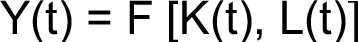 Y(t) = F [K(t), L(t)]